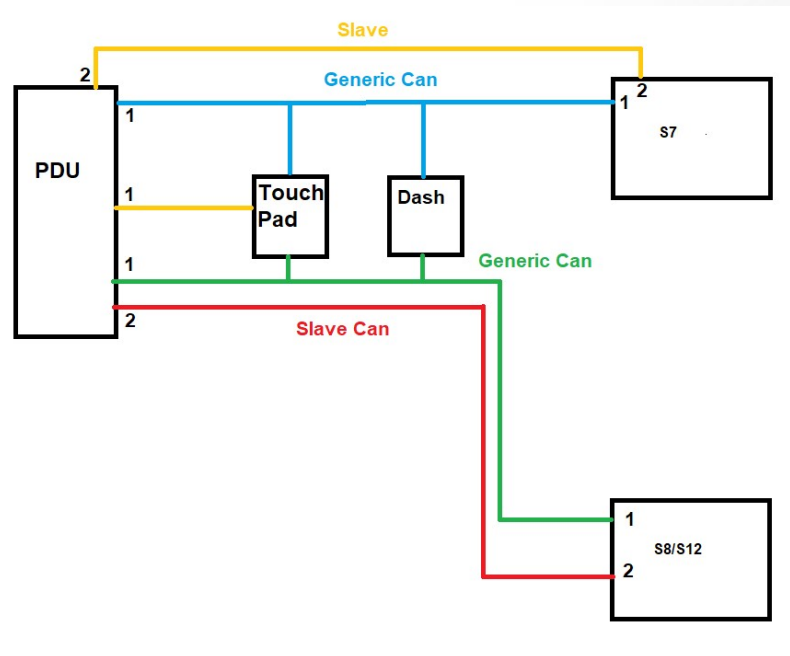 Slave
2
Generic Can
1
1
2
S7
PDU
1
Touch
Pad
Dash
1
Generic Can
2
Slave Can
1
S8/S12
2